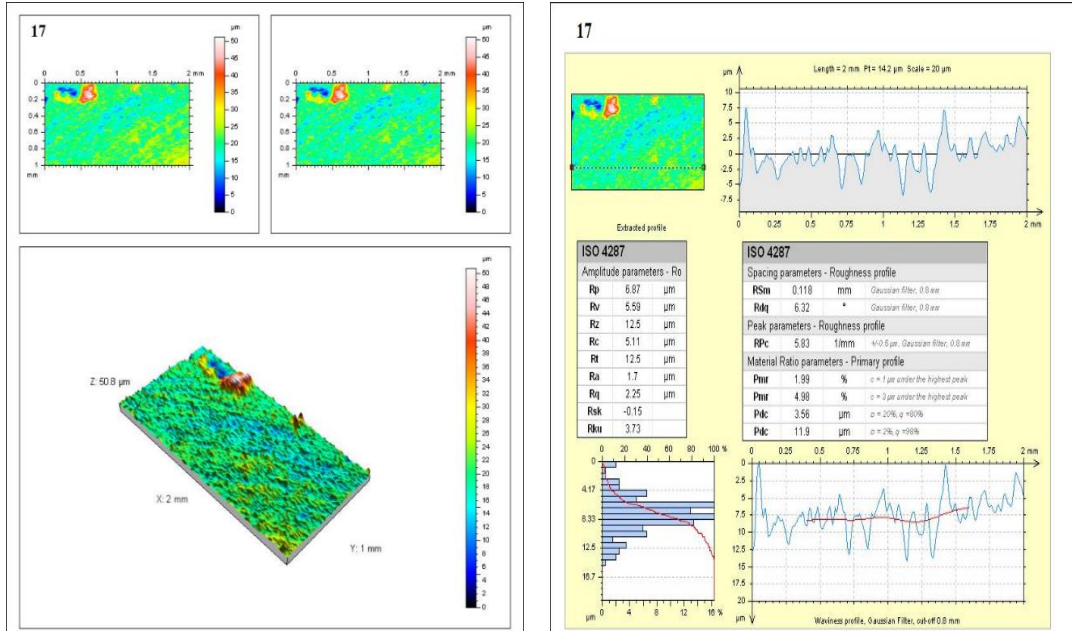 17
µm
50
45
40
35
30
25
20
15
10
5
0
0 0.5 1 1.5 2 mm
0
0.2
0.4
0.6
0.8
1
mm
µm
50
45
40
35
30
25
20
15
10
5
0
0 0.5 1 1.5 2 mm
0
0.2
0.4
0.6
0.8
1
mm
µm
50
48
46
44
42
40
38
36
34
32
30
28
26
24
22
20
18
16
14
12
10
8
6
4
2
0
Z: 50.8 µm
X: 2 mm
Y: 1 mm
17
Length = 2 mm Pt = 14.2 µm Scale = 20 µm
µm
10
7.5
5
2.5
0
-2.5
-5
-7.5
0 0.25 0.5 0.75 1 1.25 1.5 1.75 2 mm
Extracted profile
ISO 4287
Amplitude parameters - Ro
Rp 6.87 µm
Rv 5.59 µm
Rz 12.5 µm
Rc 5.11 µm
Rt 12.5 µm
Ra 1.7 µm
Rq 2.25 µm
Rsk -0.15
Rku 3.73
ISO 4287
Spacing parameters - Roughness profile
RSm 0.118 mm Gaussian filter, 0.8 mm
Rdq 6.32 ° Gaussian filter, 0.8 mm
Peak parameters - Roughness profile
RPc 5.83 1/mm +/-0.5 µm, Gaussian filter, 0.8 mm
Material Ratio parameters - Primary profile
Pmr 1.99 % c = 1 µm under the highest peak
Pmr 4.98 % c = 3 µm under the highest peak
Pdc 3.56 µm p = 20%, q = 80%
Pdc 11.9 µm p = 2%, q = 98%
0 20 40 60 80 100 %
0
4.17
8.33
12.5
16.7
µm
0 4 8 12 16 %
0 0.25 0.5 0.75 1 1.25 1.5 1.75 2 mm
0
2.5
5
7.5
10
12.5
15
17.5
20
µm
Waviness profile, Gaussian Filter, cut-off 0.8 mm